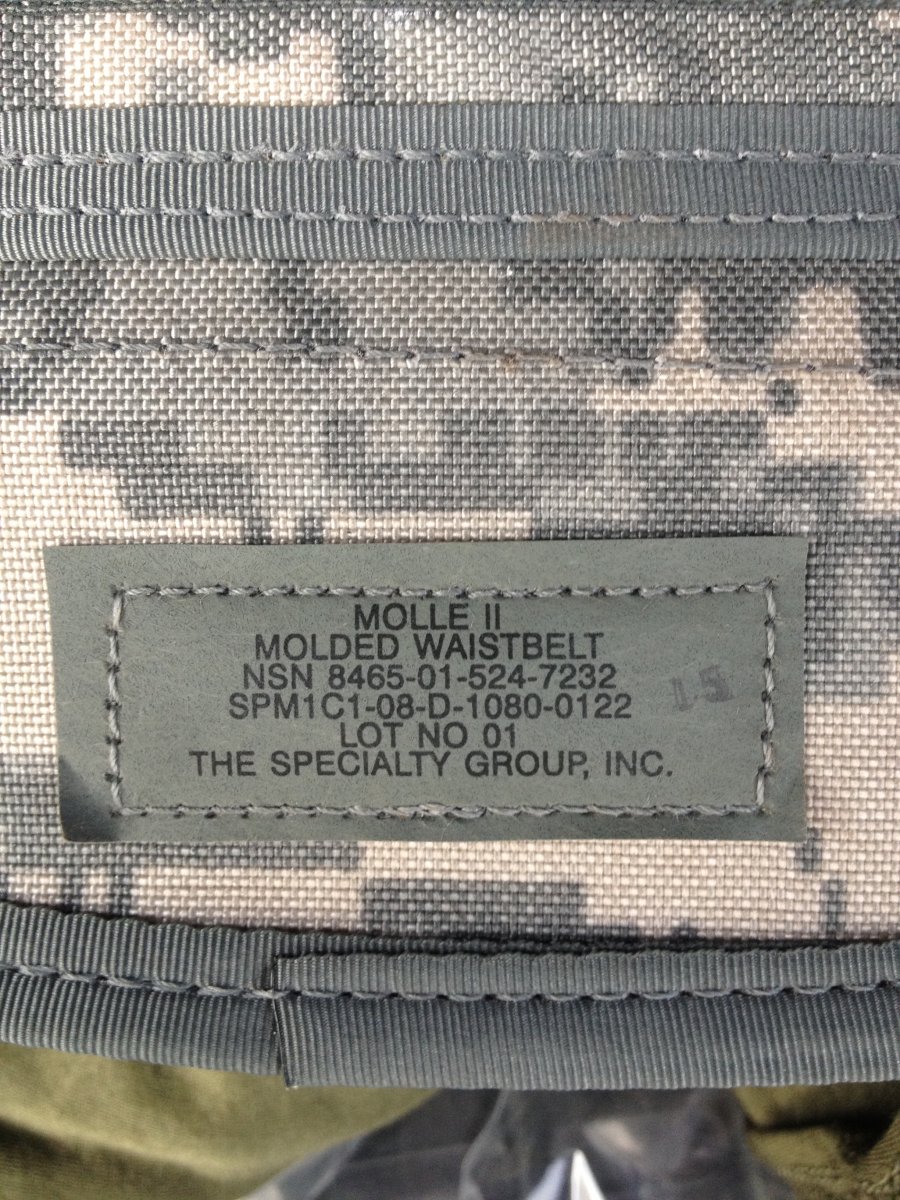 MOLLE II
MOLDED WAISTBELT
NSN 8465-01-524-7232
SPM1C1-08-D-1080-0122
LOT NO 01
THE SPECIALTY GROUP, INC.